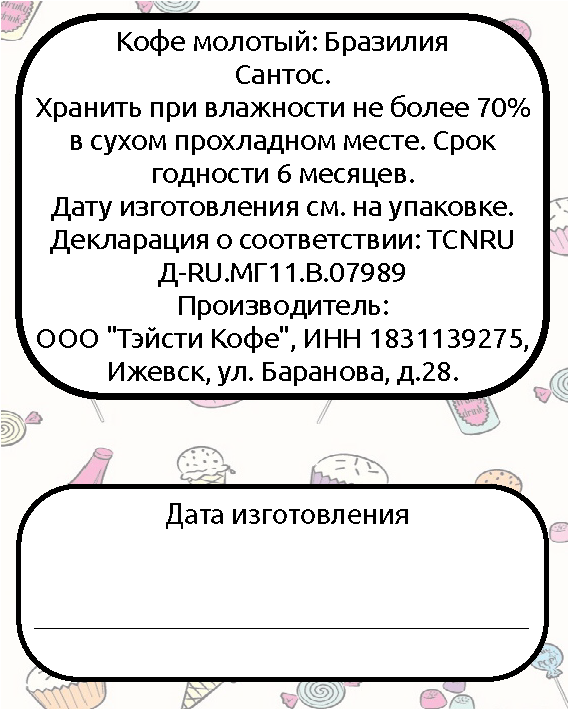 Кофе молотый: Бразилия
Сантос.
Хранить при влажности не более 70%
в сухом прохладном месте. Срок
годности 6 месяцев.
Дату изготовления см. на упаковке.
Декларация о соответствии: TCNRU
Д-RU.МГ11.В.07989
Производитель:
ООО "Тэйсти Кофе", ИНН 1831139275,
Ижевск, ул. Баранова, д.28.
Дата изготовления